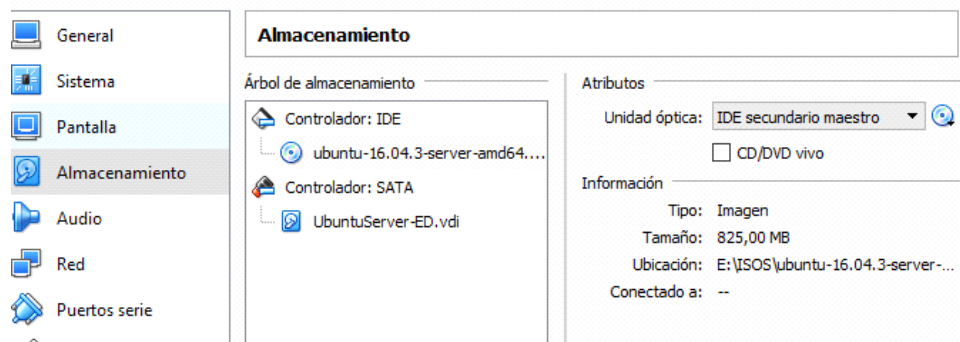 General
Sistema
Pantalla
Almacenamiento
Audio
Red
Puertos serie
Almacenamiento
Árbol de almacenamiento
Controlador: IDE
ubuntu-16.04.3-server-amd64....
Controlador: SATA
UbuntuServer-ED.vdi
Atributos
Unidad óptica: IDE secundario maestro
CD/DVD vivo
Información
Tipo: Imagen
Tamaño: 825,00 MB
Ubicación: E:\ISOS\ubuntu-16.04.3-server-...
Conectado a: --